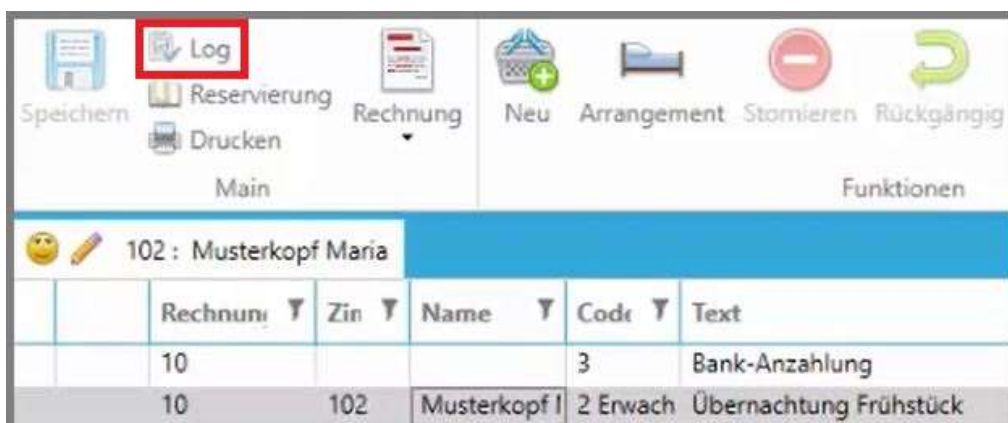 Log
Speichern
Reservierung
Drucken
Rechnung
Main
Neu
Arrangement
Stornieren
Rückgängig
Funktionen
102 : Musterkopf Maria
Rechnun Zin Name Code Text
10 3 Bank-Anzahlung
10 102 Musterkopf 2 Erwach Übernachtung Frühstück